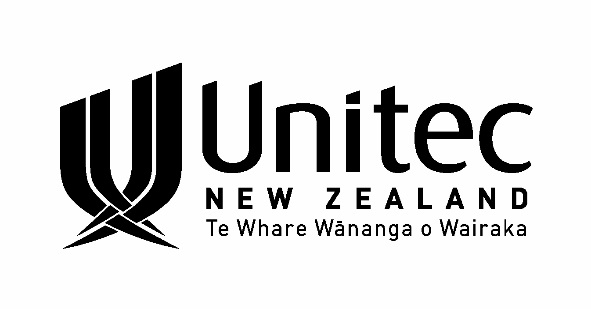 Unitec
NEW ZEALAND
Te Whare Wānanga o Wairaka